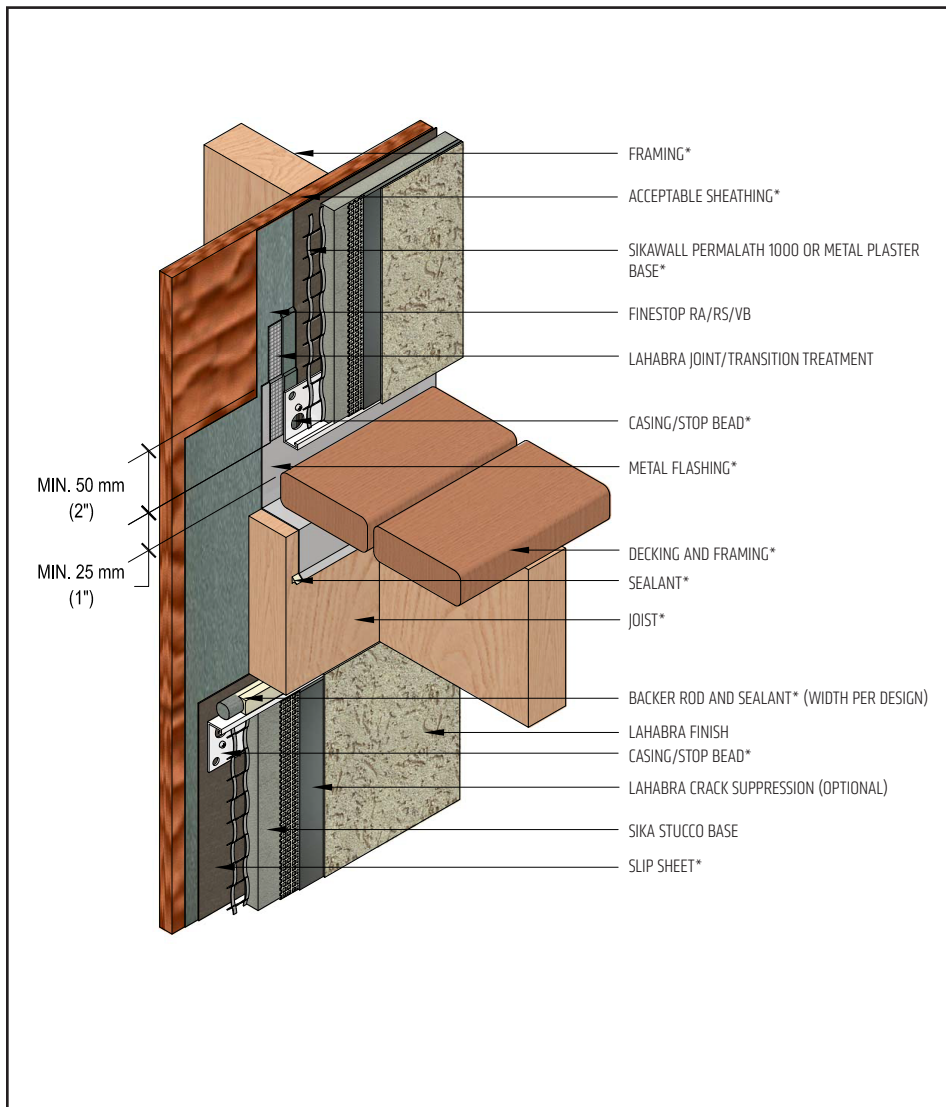 FRAMING*
ACCEPTABLE SHEATHING*
SIKAWALL PERMALATH 1000 OR METAL PLASTER
BASE*
FINESTOP RA/RS/VB
LAHABRA JOINT/TRANSITION TREATMENT
CASING/STOP BEAD*
METAL FLASHING*
MIN. 50 mm
(2")
MIN. 25 mm
(1")
DECKING AND FRAMING*
SEALANT*
JOIST*
BACKER ROD AND SEALANT* (WIDTH PER DESIGN)
LAHABRA FINISH
CASING/STOP BEAD*
LAHABRA CRACK SUPPRESSION (OPTIONAL)
SIKA STUCCO BASE
SLIP SHEET*